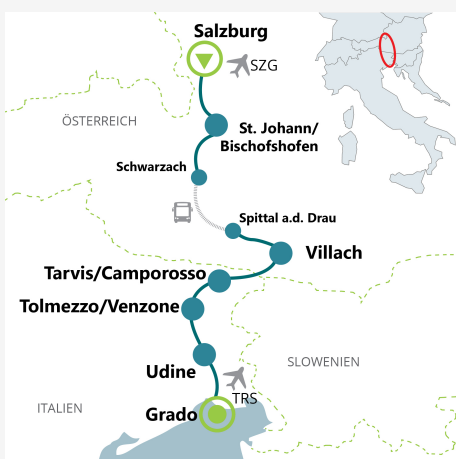 Salzburg
SZG
ÖSTERREICH
St. Johann/
Bischofshofen
Schwarzach
Spittal a.d. Drau
Villach
Tarvis/Camporosso
Tolmezzo/Venzone
Udine
SLOWENIEN
TRS
ITALIEN
Grado